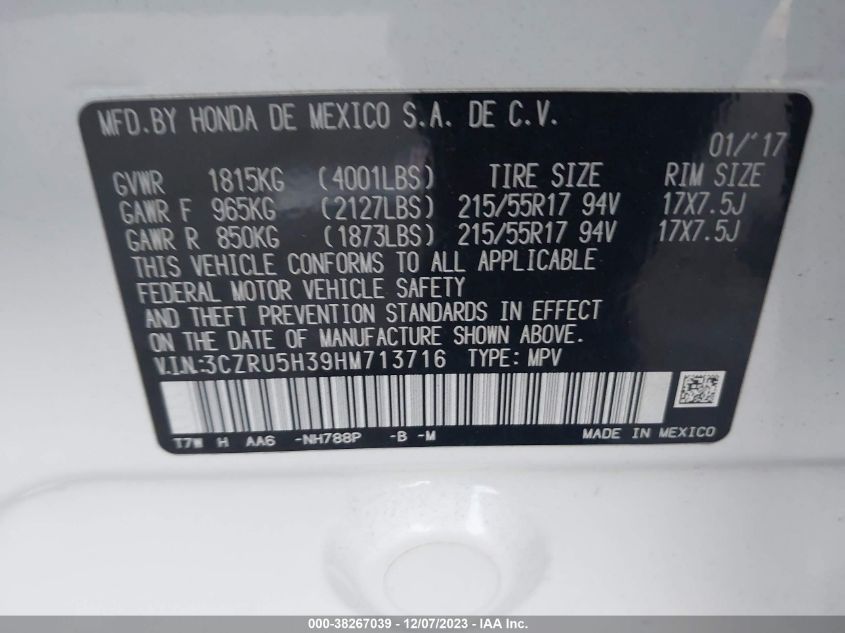 MFD.BY HONDA DE MEXICO S.A. DE C.V.
01/'17
GVWR 1815KG (4001LBS) TIRE SIZE RIM SIZE
GAWR F 965KG (2127LBS) 215/55R17 94V 17X7.5J
GAWR R 850KG (1873LBS) 215/55R17 94V 17X7.5J
THIS VEHICLE CONFORMS TO ALL APPLICABLE
FEDERAL MOTOR VEHICLE SAFETY
AND THEFT PREVENTION STANDARDS IN EFFECT
ON THE DATE OF MANUFACTURE SHOWN ABOVE.
V.I.N.:3CZRU5H39HM713716 TYPE: MPV
T7W H AA6 -NH788P -B -M MADE IN MEXICO
000-38267039 - 12/07/2023 - IAA Inc.